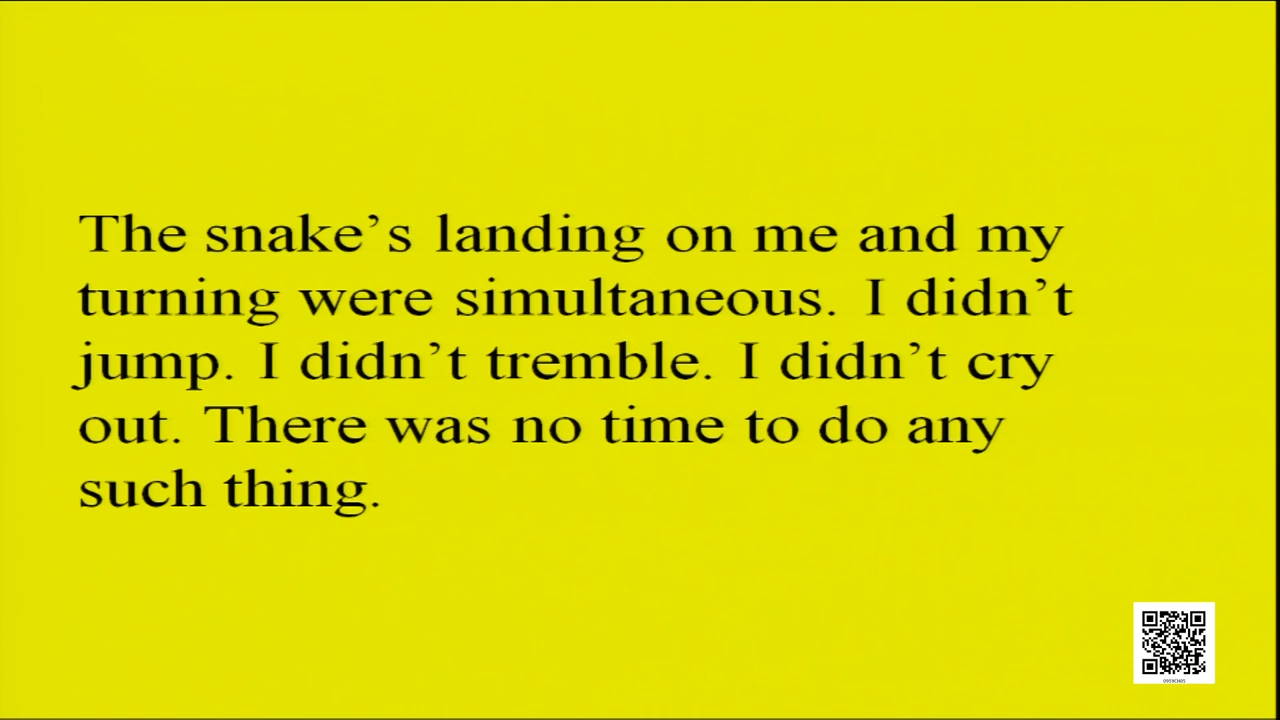 The snake’s landing on me and my
turning were simultaneous. I didn’t
jump. I didn’t tremble. I didn’t cry
out. There was no time to do any
such thing.